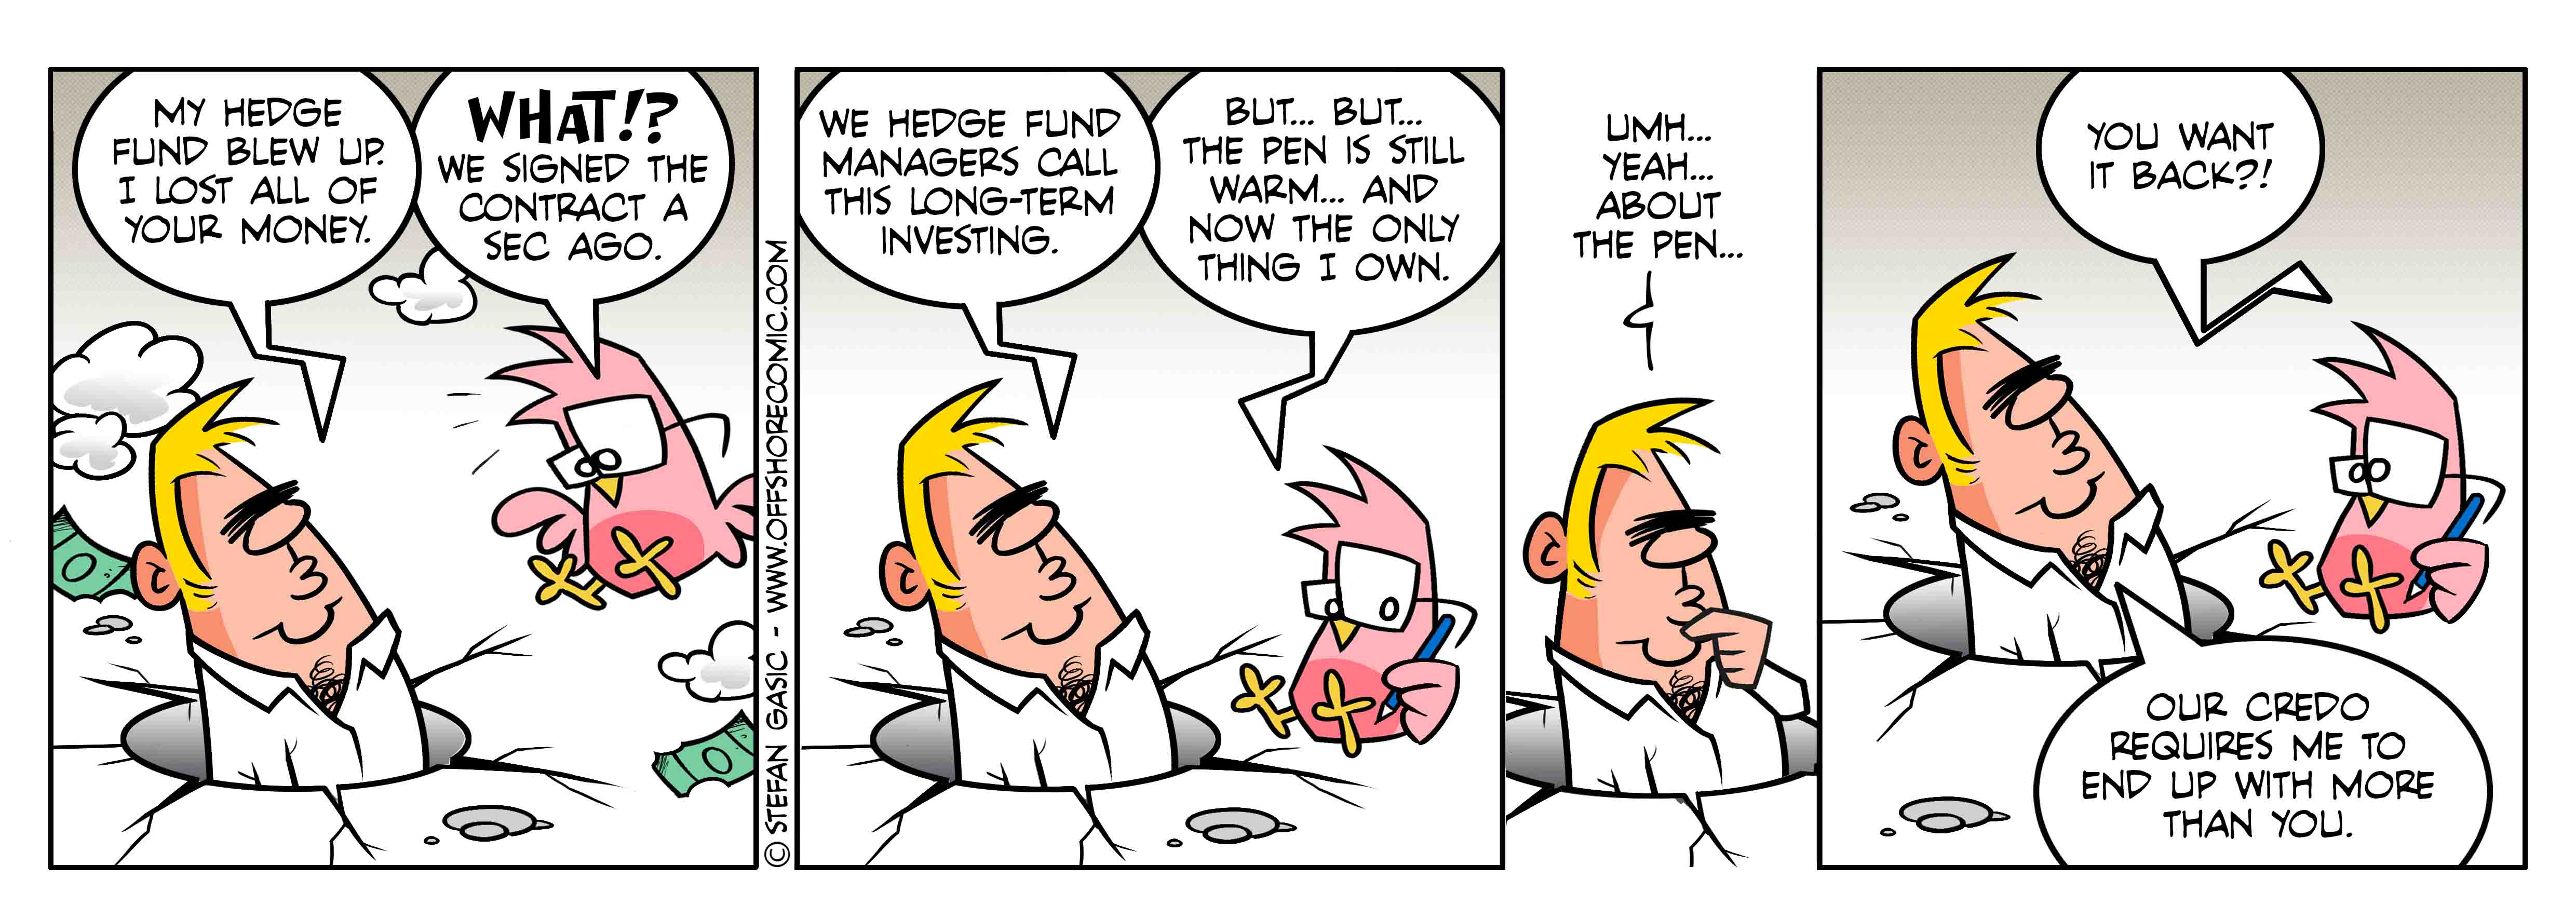 MY HEDGE
FUND BLEW UP.
I LOST ALL OF
YOUR MONEY.
WHAT!?
WE SIGNED THE
CONTRACT A
SEC AGO.
© STEFAN GASIC - WWW.OFFSHORECOMIC.COM
WE HEDGE FUND
MANAGERS CALL
THIS LONG-TERM
INVESTING.
BUT... BUT...
THE PEN IS STILL
WARM... AND
NOW THE ONLY
THING I OWN.
UMH...
YEAH...
ABOUT
THE PEN...
YOU WANT
IT BACK?!
OUR CREDO
REQUIRES ME TO
END UP WITH MORE
THAN YOU.